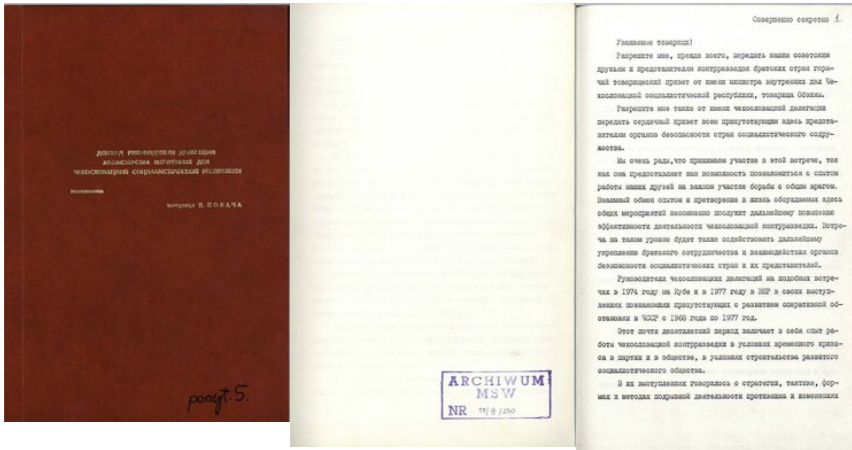 ДОКЛАД РУКОВОДИТЕЛЯ ДЕЛЕГАЦИИ
МИНИСТЕРСТВА ВНУТРЕННИХ ДЕЛ
ЧЕХОСЛОВАЦКОЙ СОЦИАЛИСТИЧЕСКОЙ РЕСПУБЛИКИ
товарища
ARCHIWUM
MSW
NR
Совершенно секретно 1
Уважаемые товарищи!
Разрешите мне, прежде всего, передать нашим советским
друзьям и представителям контрразведки братских стран горя-
чий товарищеский привет от имени министра внутренних дел Че-
хословацкой социалистической республики, товарища Обзины.
Разрешите мне также от имени чехословацкой делегации
передать сердечный привет всем присутствующим здесь предста-
вителям органов безопасности стран социалистического содру-
жества.
Мы очень рады, что принимаем участие в этой встрече, так
как она предоставляет нам возможность познакомиться с опытом
работы наших друзей на важном участке борьбы с общим врагом.
Взаимный обмен опытом и претворение в жизнь обсуждаемых здесь
общих мероприятий несомненно послужит дальнейшему повышению
эффективности деятельности чехословацкой контрразведки. Встре-
ча на таком уровне будет также содействовать дальнейшему
укреплению братского сотрудничества и взаимодействия органов
безопасности социалистических стран и их представителей.
Руководители чехословацких делегаций на подобных встре-
чах в 1974 году на Кубе и в 1977 году в ВНР в своих выступ-
лениях познакомили присутствующих с развитием оперативной об-
становки в ЧССР с 1968 года по 1977 год.
Этот почти десятилетний период включает в себя опыт ра-
боты чехословацкой контрразведки в условиях временного кризи-
са в партии и в обществе, в условиях строительства развитого
социалистического общества.
В их выступлениях говорилось о стратегии, тактике, фор-
мах и методах подрывной деятельности противника и изменениях